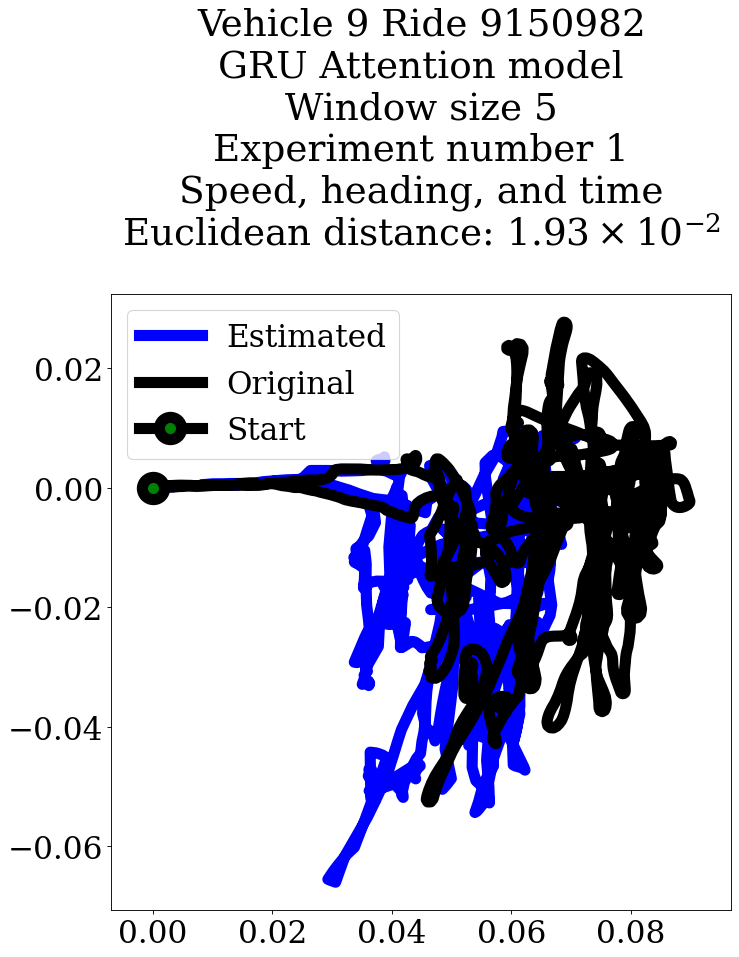 Vehicle 9 Ride 9150982
GRU Attention model
Window size 5
Experiment number 1
Speed, heading, and time
Euclidean distance: 1.93 × 10⁻²
Estimated
Original
Start
0.02
0.00
−0.02
−0.04
−0.06
0.00 0.02 0.04 0.06 0.08